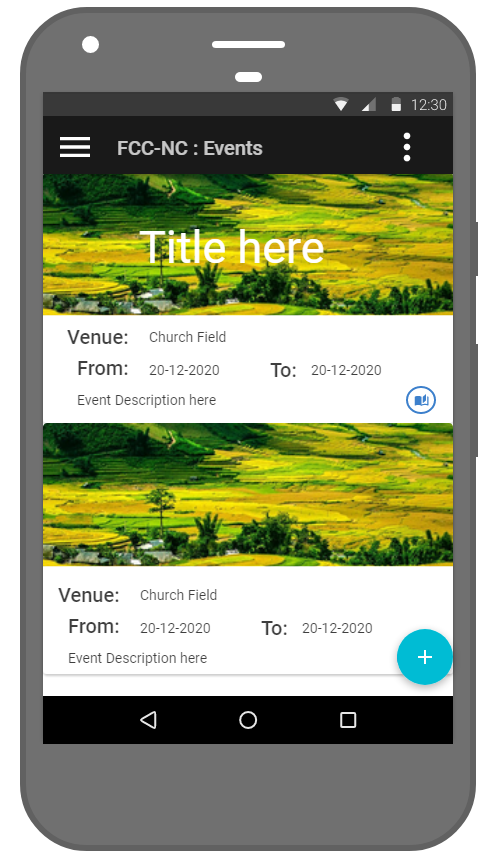 12:30
FCC-NC : Events
Title here
Venue: Church Field
From: 20-12-2020 To: 20-12-2020
Event Description here
Venue: Church Field
From: 20-12-2020 To: 20-12-2020
Event Description here